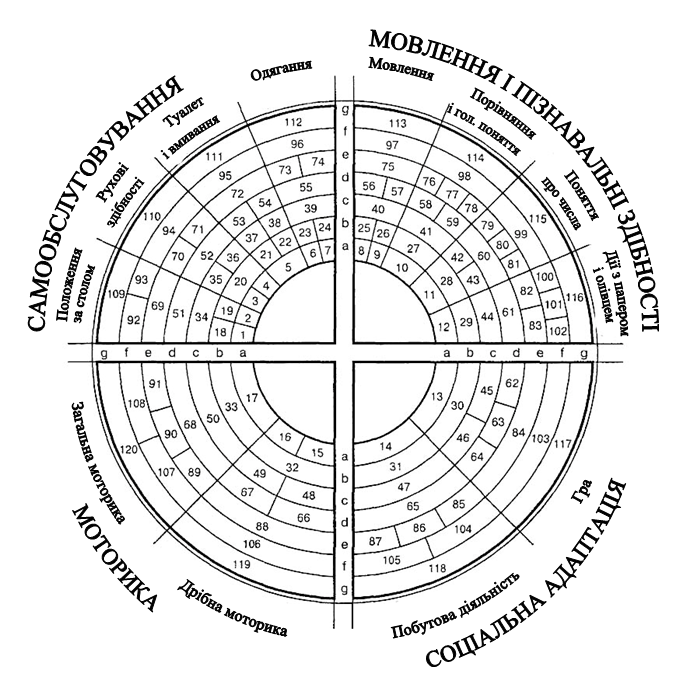 САМООБСЛУГОВУВАННЯ
Положення
за столом
Рухові
здібності
Туалет
і вмивання
Одягання
МОВЛЕННЯ І ПІЗНАВАЛЬНІ ЗДІБНОСТІ
Мовлення
Порівняння
і гол. поняття
Поняття
про числа
Дії з папером
і олівцем
g
f
e
d
c
b
a
112
96
73 74
55
39
23 24
6 7
111
95
72
54
53
38
37
22
21
5
4
110
94 71
70 52
36
35 20
3
109
93
92
69
51
34
19
18
2
1
113
97
75
56 57
40
25 26
8 9
114
98
76 77 78
58 59
41
27
10
115
99
79
80
81
60
42
43
28
11
116
100
101
102
82
83
61
44
29
12
g f e d c b a
a b c d e f g
120
108
107
91
90
89
68
50
33
17
119
106
88
67
66
49
48
32
16
15
13
30
45
46
62
63
64
84
103
117
14
31
47
65
85
86
87
104
105
118
a
b
c
d
e
f
g
МОТОРИКА
Загальна моторика
Дрібна моторика
СОЦІАЛЬНА АДАПТАЦІЯ
Гра
Побутова діяльність